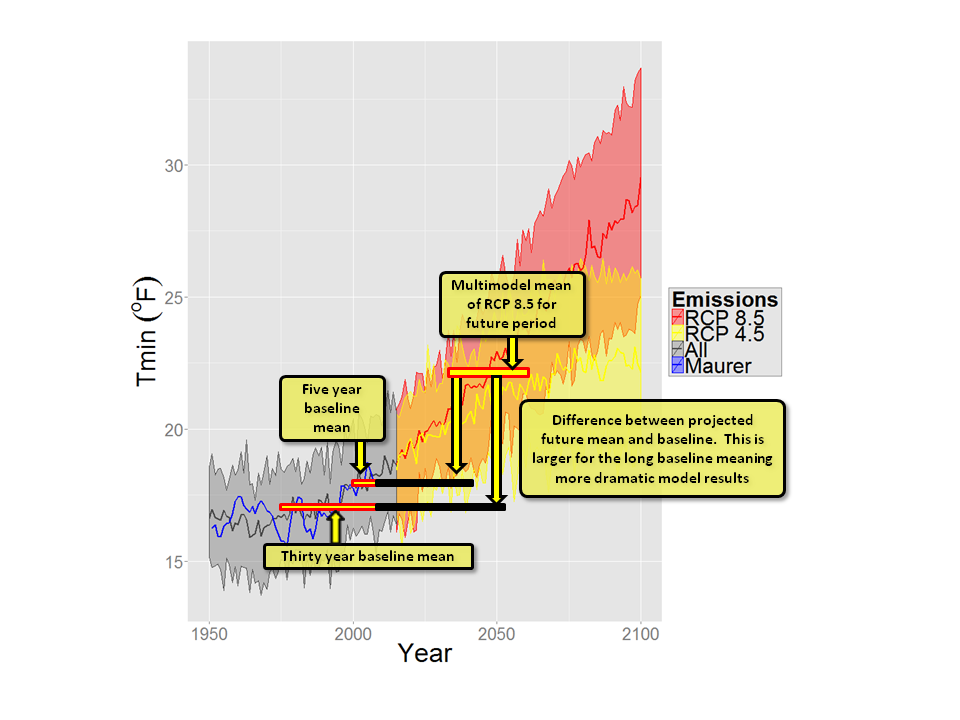 Multimodel mean
of RCP 8.5 for
future period
Five year
baseline
mean
Difference between projected
future mean and baseline.  This is
larger for the long baseline meaning
more dramatic model results
Thirty year baseline mean
Tmin (°F)
30
25
20
15
1950
2000
2050
2100
Year
Emissions
RCP 8.5
RCP 4.5
All
Maurer